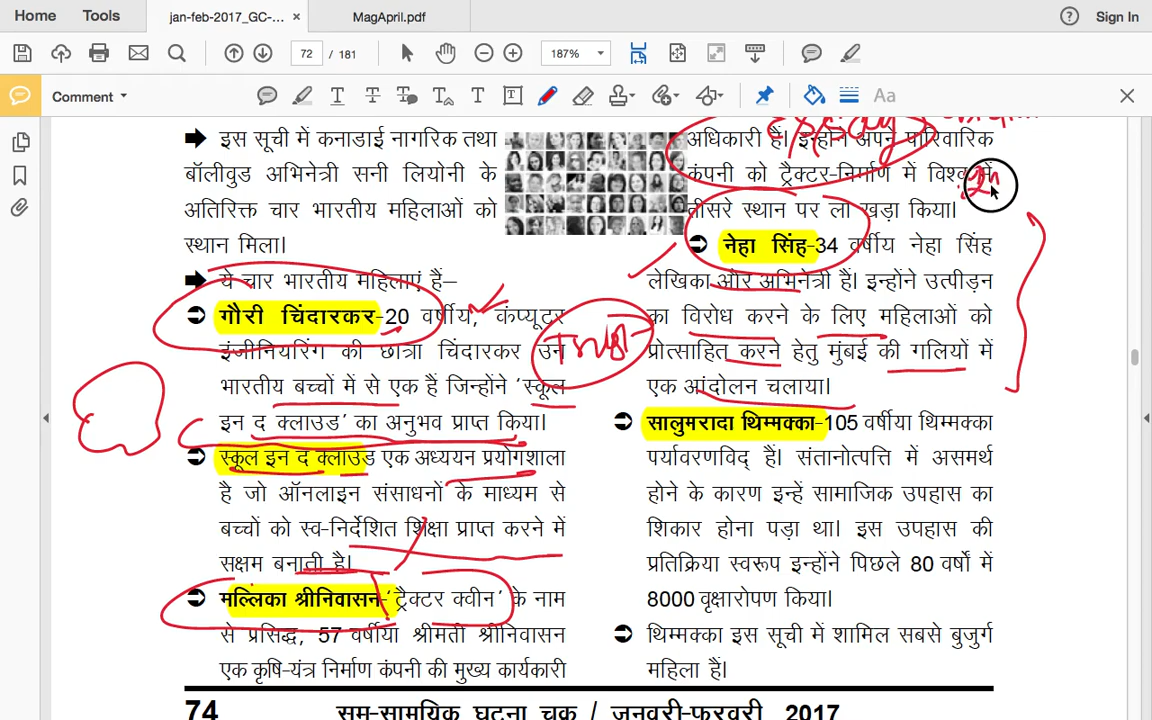 Home Tools jan-feb-2017_GC-... × MagApril.pdf ? Sign In
72 / 181 187%
Comment T T T T T Aa
➡ इस सूची में कनाडाई नागरिक तथा
बॉलीवुड अभिनेत्री सनी लियोनी के
अतिरिक्त चार भारतीय महिलाओं को
स्थान मिला।
➡ ये चार भारतीय महिलाएं हैं–
➲ गौरी चिंदारकर-20 वर्षीय, कंप्यूटर
इंजीनियरिंग की छात्रा चिंदारकर उन
भारतीय बच्चों में से एक हैं जिन्होंने ‘स्कूल
इन द क्लाउड’ का अनुभव प्राप्त किया।
➲ स्कूल इन द क्लाउड एक अध्ययन प्रयोगशाला
है जो ऑनलाइन संसाधनों के माध्यम से
बच्चों को स्व-निर्देशित शिक्षा प्राप्त करने में
सक्षम बनाती है।
➲ मल्लिका श्रीनिवासन-‘ट्रैक्टर क्वीन’ के नाम
से प्रसिद्ध, 57 वर्षीया श्रीमती श्रीनिवासन
एक कृषि-यंत्र निर्माण कंपनी की मुख्य कार्यकारी
अधिकारी हैं। इन्होंने अपने पारिवारिक
कंपनी को ट्रैक्टर-निर्माण में विश्व में
तीसरे स्थान पर ला खड़ा किया।
➲ नेहा सिंह-34 वर्षीय नेहा सिंह
लेखिका और अभिनेत्री हैं। इन्होंने उत्पीड़न
का विरोध करने के लिए महिलाओं को
प्रोत्साहित करने हेतु मुंबई की गलियों में
एक आंदोलन चलाया।
➲ सालुमरादा थिम्मक्का-105 वर्षीया थिम्मक्का
पर्यावरणविद् हैं। संतानोत्पत्ति में असमर्थ
होने के कारण इन्हें सामाजिक उपहास का
शिकार होना पड़ा था। इस उपहास की
प्रतिक्रिया स्वरूप इन्होंने पिछले 80 वर्षों में
8000 वृक्षारोपण किया।
➲ थिम्मक्का इस सूची में शामिल सबसे बुजुर्ग
महिला हैं।
74 सम-सामयिक घटना चक्र / जनवरी-फरवरी 2017